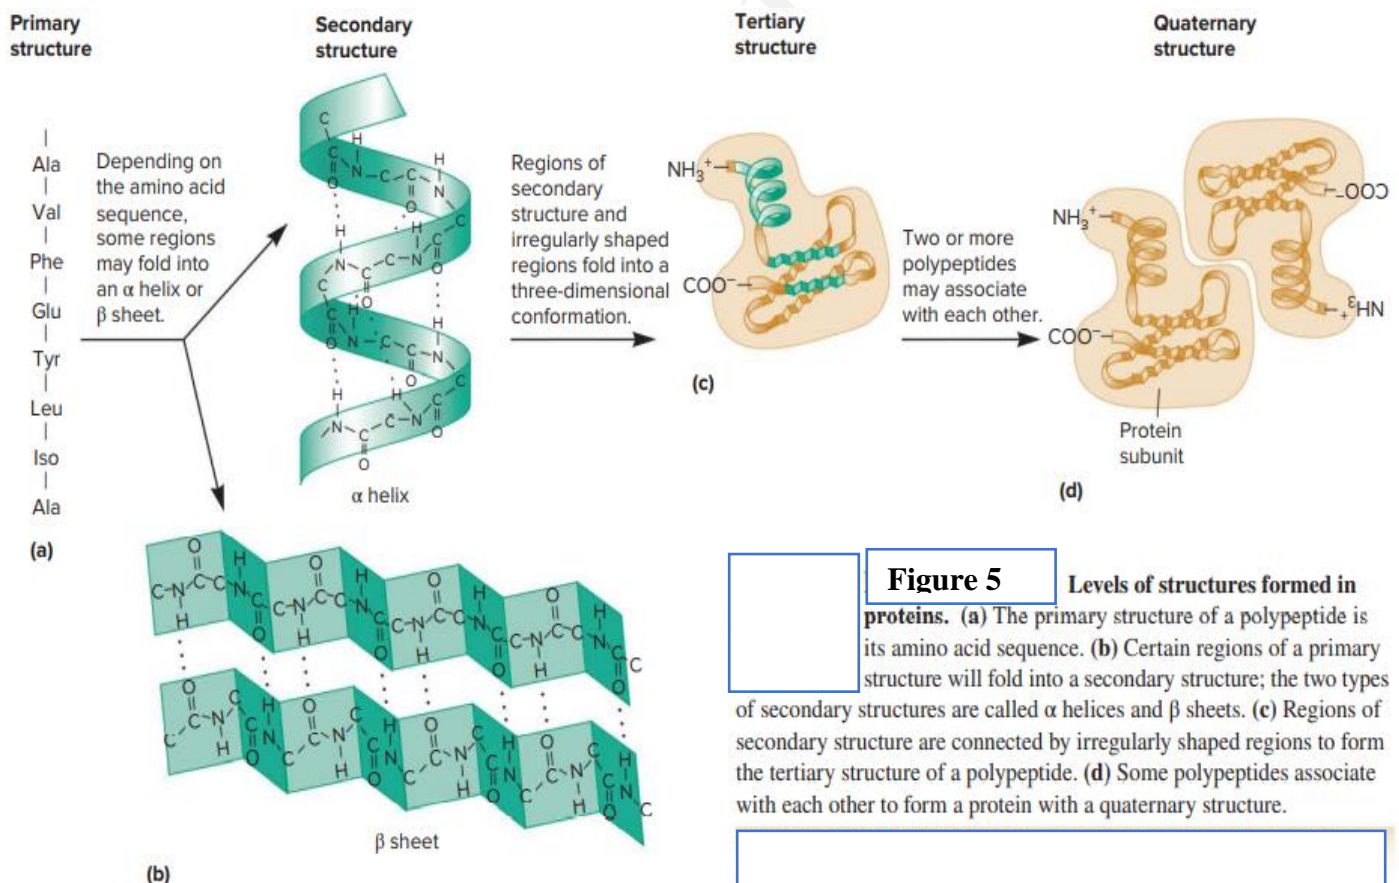 Primary
structure
Secondary
structure
Tertiary
structure
Quaternary
structure
Ala
Val
Phe
Glu
Tyr
Leu
Iso
Ala
(a)
Depending on
the amino acid
sequence,
some regions
may fold into
an α helix or
β sheet.
C
H
C
N
C
C
O
O
H
N
C
H
H
N
C
C
N
C
O
C
O
C
H
N
C
C
O
O
H
N
C
H
H
N
C
C
N
C
O
C
O
α helix
Regions of
secondary
structure and
irregularly shaped
regions fold into a
three-dimensional
conformation.
NH₃⁺
COO⁻
(c)
Two or more
polypeptides
may associate
with each other.
NH₃⁺
COO⁻
COO⁻
NH₃⁺
Protein
subunit
(d)
β sheet
(b)
Figure 5
Levels of structures formed in
proteins. (a) The primary structure of a polypeptide is
its amino acid sequence. (b) Certain regions of a primary
structure will fold into a secondary structure; the two types
of secondary structures are called α helices and β sheets. (c) Regions of
secondary structure are connected by irregularly shaped regions to form
the tertiary structure of a polypeptide. (d) Some polypeptides associate
with each other to form a protein with a quaternary structure.